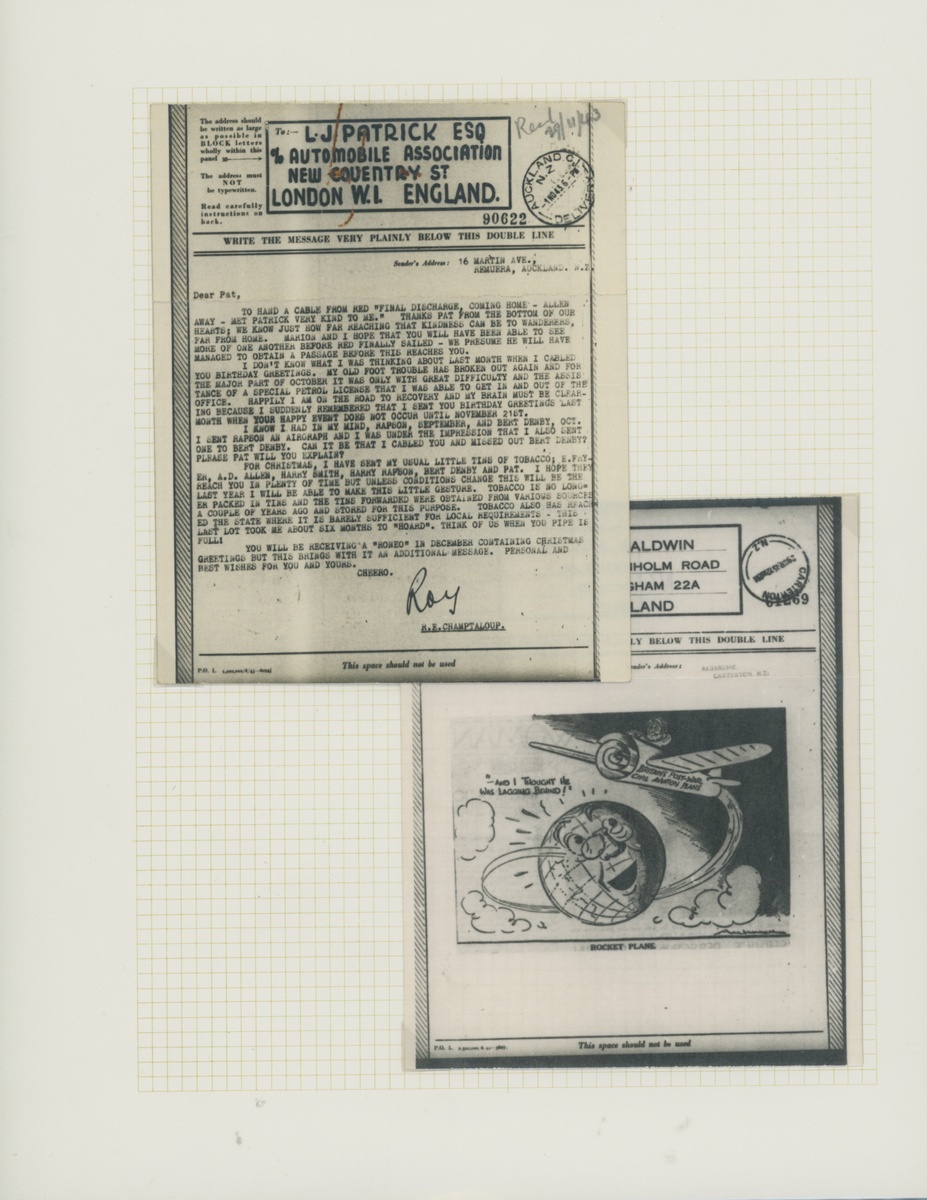 The address should
be written as large
as possible in
BLOCK letters
wholly within this
panel
The address must
NOT
be typewritten.
Read carefully
instructions on
back.
To:—
L.J. PATRICK ESQ
% AUTOMOBILE ASSOCIATION
NEW COVENTRY ST
LONDON W.1. ENGLAND.
90622
AUCKLAND
N.Z.
WRITE THE MESSAGE VERY PLAINLY BELOW THIS DOUBLE LINE
Sender's Address: 16 MARTIN AVE.,
REMUERA, AUCKLAND. N.Z.
Dear Pat,
TO HAND A CABLE FROM RED "FINAL DISCHARGE, COMING HOME - ALLEN
AWAY - MET PATRICK VERY KIND TO ME." THANKS PAT FROM THE BOTTOM OF OUR
HEARTS; WE KNOW JUST HOW FAR REACHING THAT KINDNESS CAN BE TO WANDERERS,
FAR FROM HOME. MARION AND I HOPE THAT YOU WILL HAVE BEEN ABLE TO SEE
MORE OF ONE ANOTHER BEFORE RED FINALLY SAILED - WE PRESUME HE WILL HAVE
MANAGED TO OBTAIN A PASSAGE BEFORE THIS REACHES YOU.
I DON'T KNOW WHAT I WAS THINKING ABOUT LAST MONTH WHEN I CABLED
YOU BIRTHDAY GREETINGS. MY OLD FOOT TROUBLE HAS BROKEN OUT AGAIN AND FOR
THE MAJOR PART OF OCTOBER IT WAS ONLY WITH GREAT DIFFICULTY AND THE ASSIS
TANCE OF A SPECIAL PETROL LICENSE THAT I WAS ABLE TO GET IN AND OUT OF THE
OFFICE. HAPPILY I AM ON THE ROAD TO RECOVERY AND MY BRAIN MUST BE CLEAR-
ING BECAUSE I SUDDENLY REMEMBERED THAT I SENT YOU BIRTHDAY GREETINGS LAST
MONTH WHEN YOUR HAPPY EVENT DOES NOT OCCUR UNTIL NOVEMBER 21ST.
I KNOW I HAD IN MY MIND, RAPSON, SEPTEMBER, AND BERT DENBY, OCT.
I SENT RAPSON AN AIRGRAPH AND I WAS UNDER THE IMPRESSION THAT I ALSO SENT
ONE TO BERT DENBY. CAN IT BE THAT I CABLED YOU AND MISSED OUT BERT DENBY?
PLEASE PAT WILL YOU EXPLAIN?
FOR CHRISTMAS, I HAVE SENT MY USUAL LITTLE TINS OF TOBACCO; E.FRY-
ER, A.D. ALLEN, HARRY SMITH, HARRY RAPSON, BERT DENBY AND PAT. I HOPE THEY
REACH YOU IN PLENTY OF TIME BUT UNLESS CONDITIONS CHANGE THIS WILL BE THE
LAST YEAR I WILL BE ABLE TO MAKE THIS LITTLE GESTURE. TOBACCO IS NO LONG-
ER PACKED IN TINS AND THE TINS FORWARDED WERE OBTAINED FROM VARIOUS SOURCES
A COUPLE OF YEARS AGO AND STORED FOR THIS PURPOSE. TOBACCO ALSO HAS REACH
ED THE STATE WHERE IT IS BARELY SUFFICIENT FOR LOCAL REQUIREMENTS - THIS
LAST LOT TOOK ME ABOUT SIX MONTHS TO "HOARD". THINK OF US WHEN YOU PIPE IS
FULL!
YOU WILL BE RECEIVING A "RONEO" IN DECEMBER CONTAINING CHRISTMAS
GREETINGS BUT THIS BRINGS WITH IT AN ADDITIONAL MESSAGE. PERSONAL AND
BEST WISHES FOR YOU AND YOURS.
CHEERO.
Roy
R.E. CHAMPTALOUP.
P.O. 1.
This space should not be used
ALDWIN
HOLM ROAD
GHAM 22A
LAND
CARTERTON
N.Z.
LY BELOW THIS DOUBLE LINE
nder's Address:
CARTERTON N.Z.
"—AND I THOUGHT HE
WAS LAGGING BEHIND!"
BRITAIN'S POST-WAR
CIVIL AVIATION PLANS
ROCKET PLANE
P.O. 1.
This space should not be used